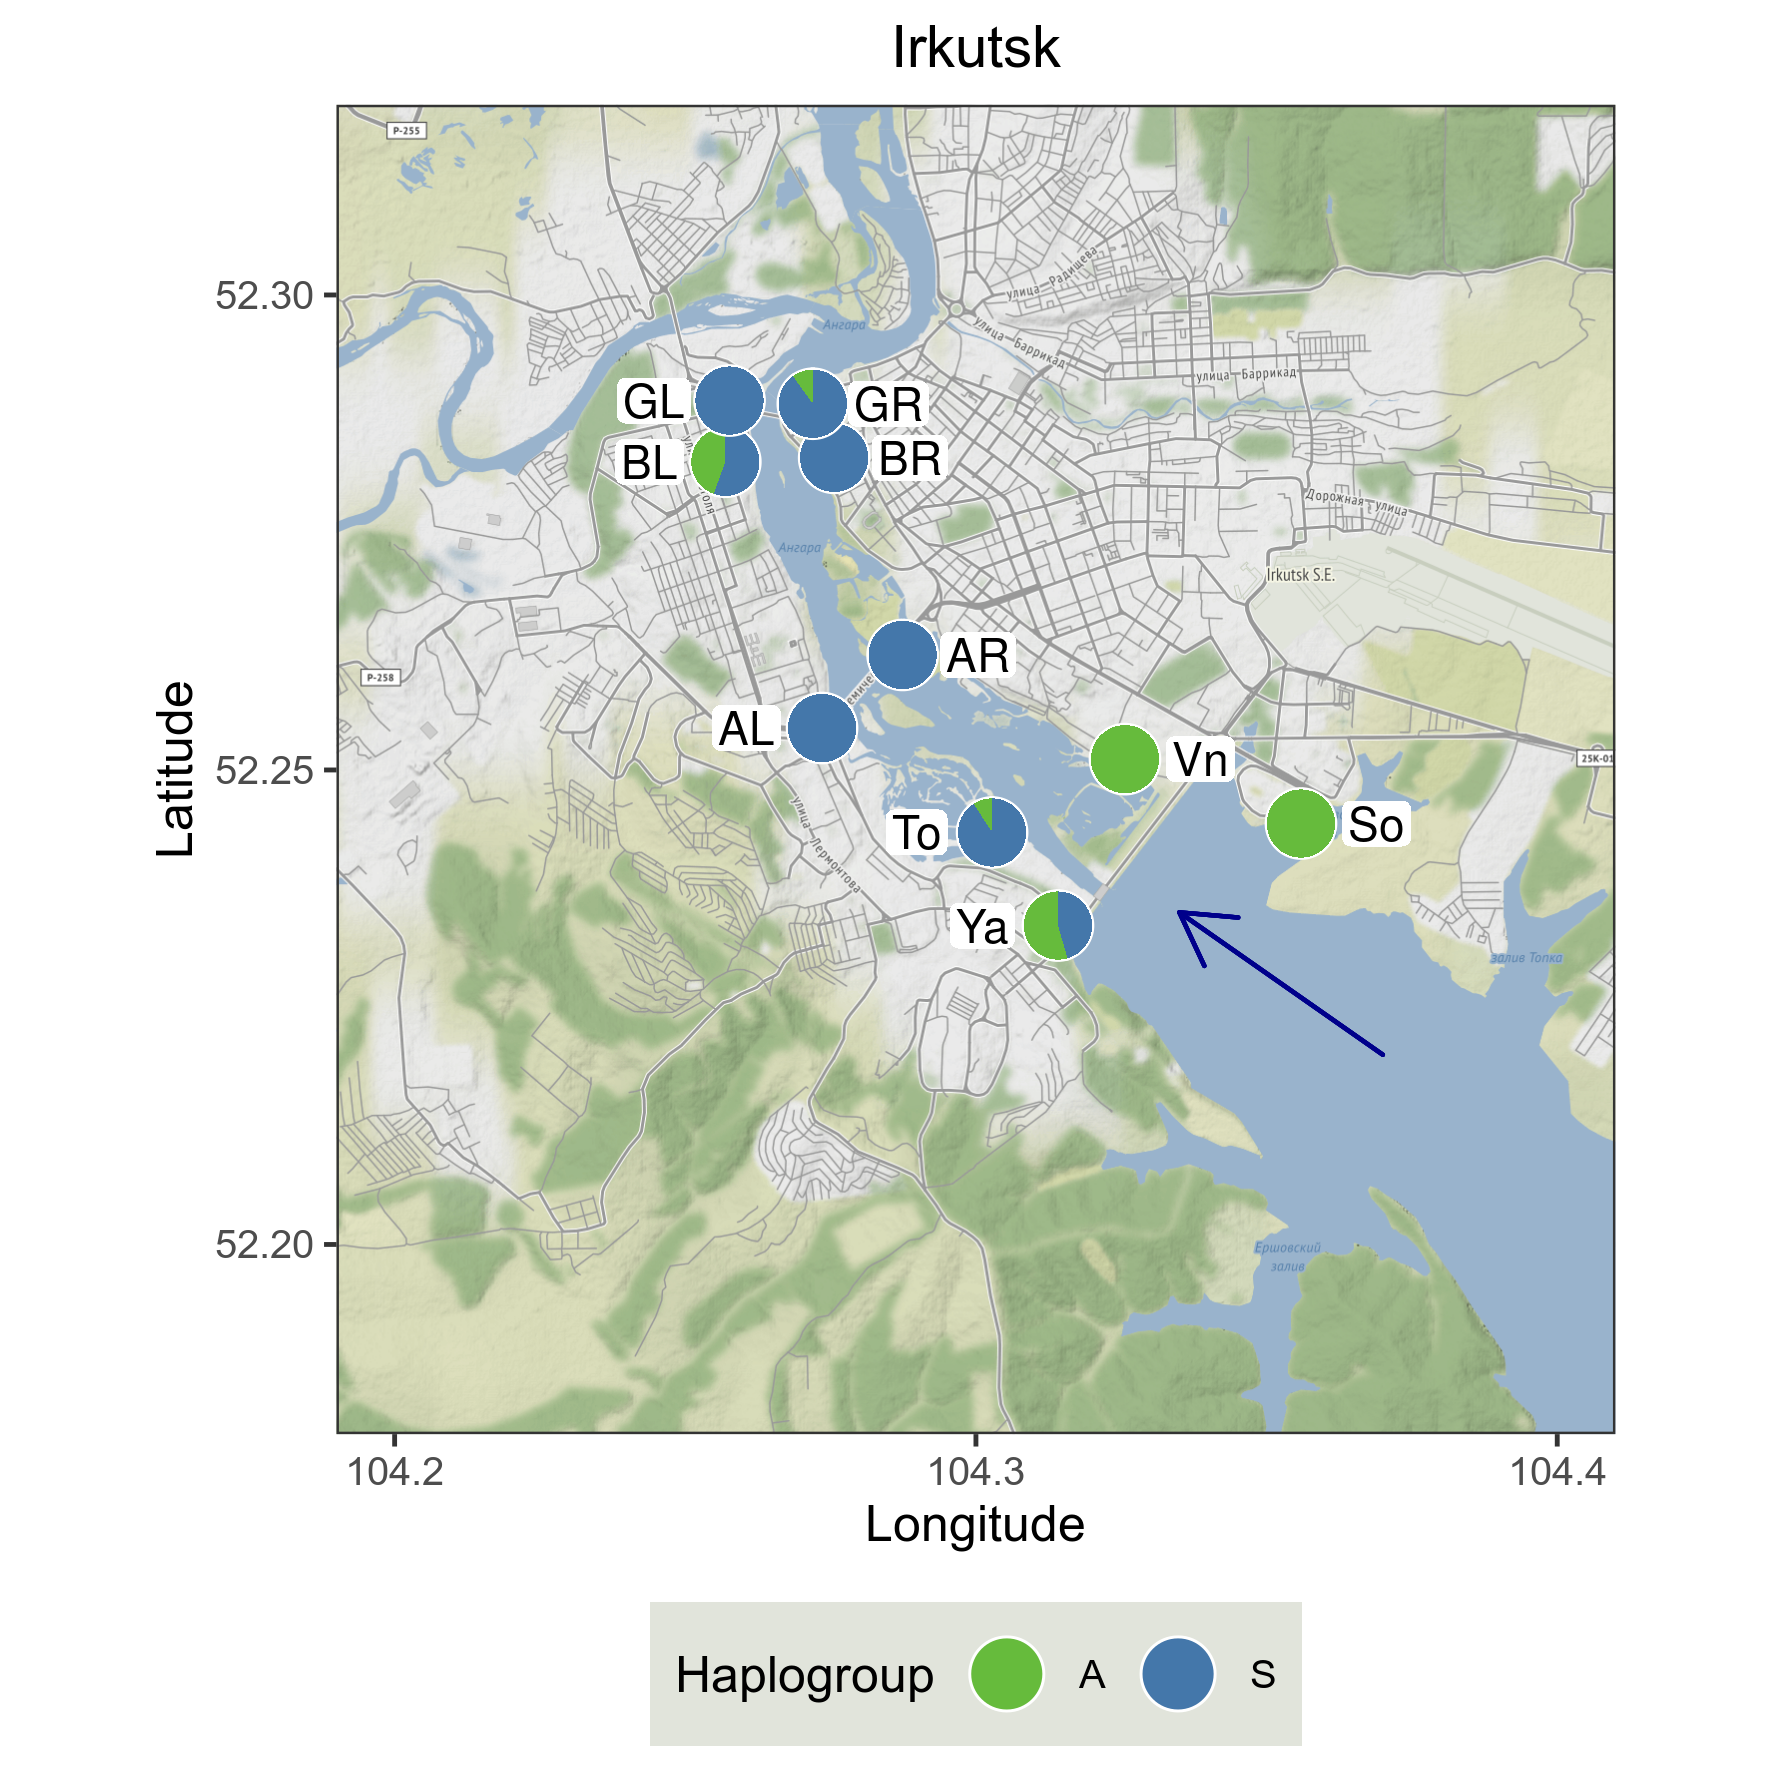 Irkutsk
P-255
52.30
улица Радищева
Ангара
улица Баррикад
улица Баррикад
GL
GR
BL
BR
Дорожная улица
Ангара
Irkutsk S.E.
AR
P-258
AL
Latitude
Vn
52.25
25K-01
To
So
улица Лермонтова
Ya
залив Топка
52.20
Ершовский
залив
104.2
104.3
104.4
Longitude
Haplogroup
A
S